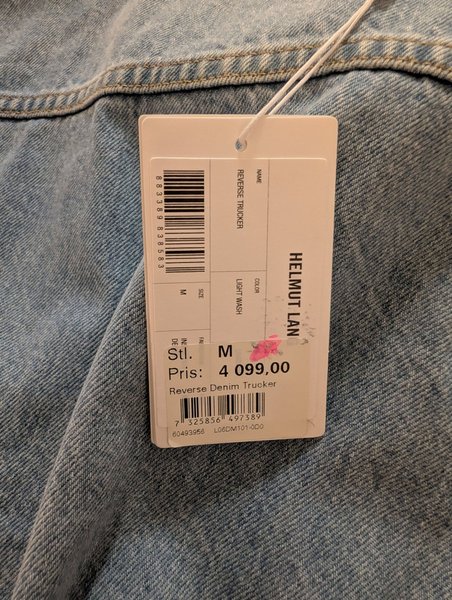 HELMUT LAN
NAME
REVERSE TRUCKER
COLOR
LIGHT WASH
SIZE
M
883389 838583
Stl. M
Pris: 4 099,00
Reverse Denim Trucker
7 325856 497389
60493956 L06DM101-6D0